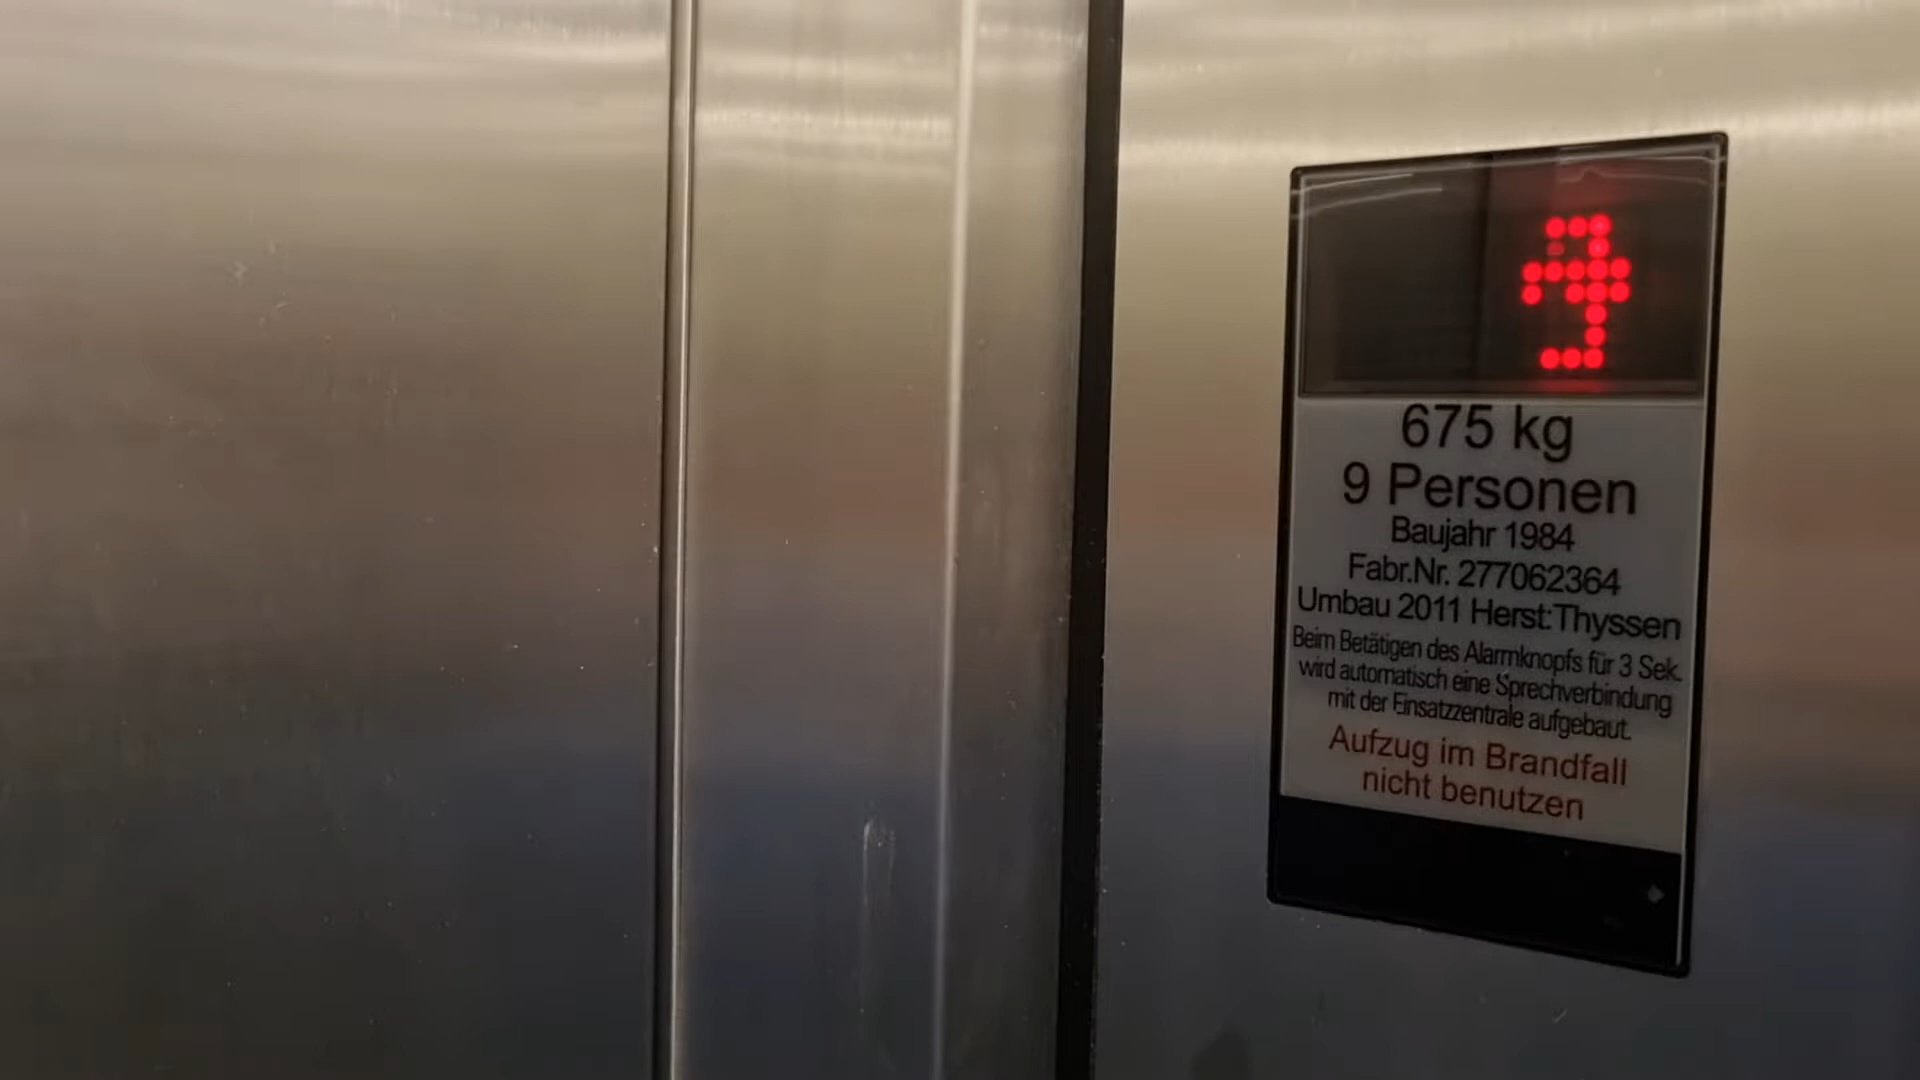 675 kg
9 Personen
Baujahr 1984
Fabr.Nr. 277062364
Umbau 2011 Herst:Thyssen
Beim Betätigen des Alarmknopfs für 3 Sek.
wird automatisch eine Sprechverbindung
mit der Einsatzzentrale aufgebaut.
Aufzug im Brandfall
nicht benutzen